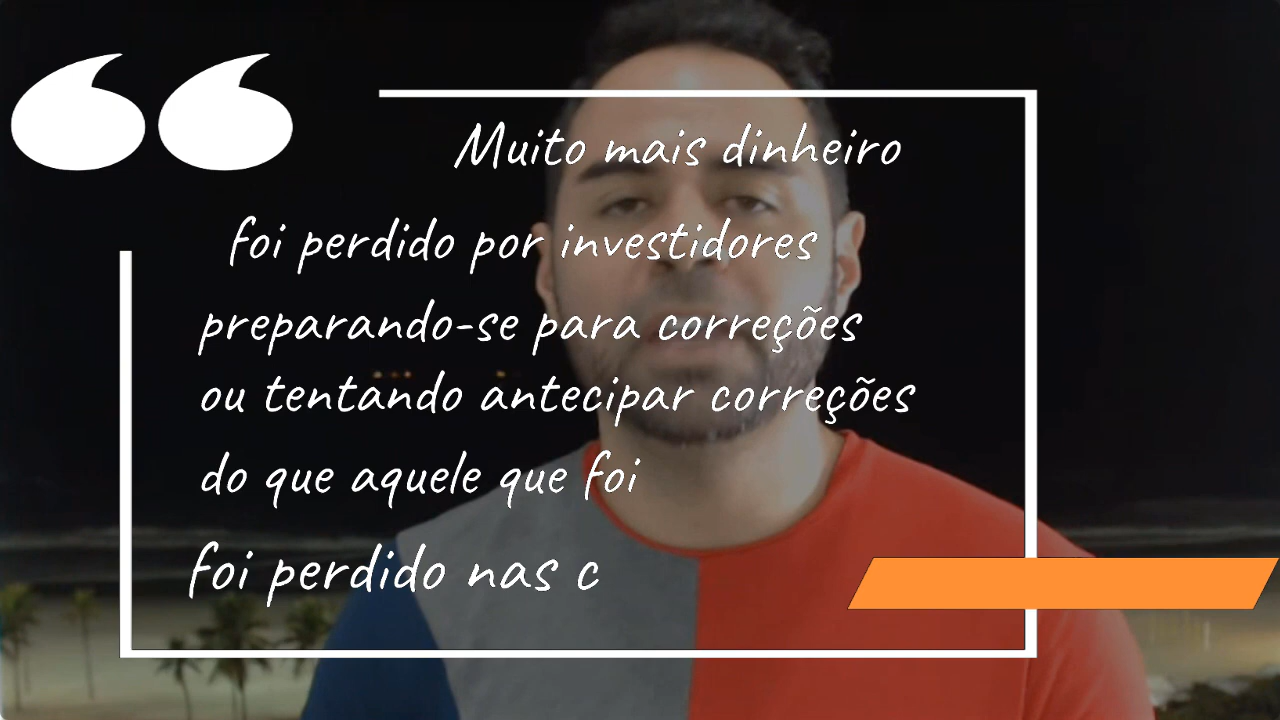 Muito mais dinheiro
foi perdido por investidores
preparando-se para correções
ou tentando antecipar correções
do que aquele que foi
foi perdido nas c